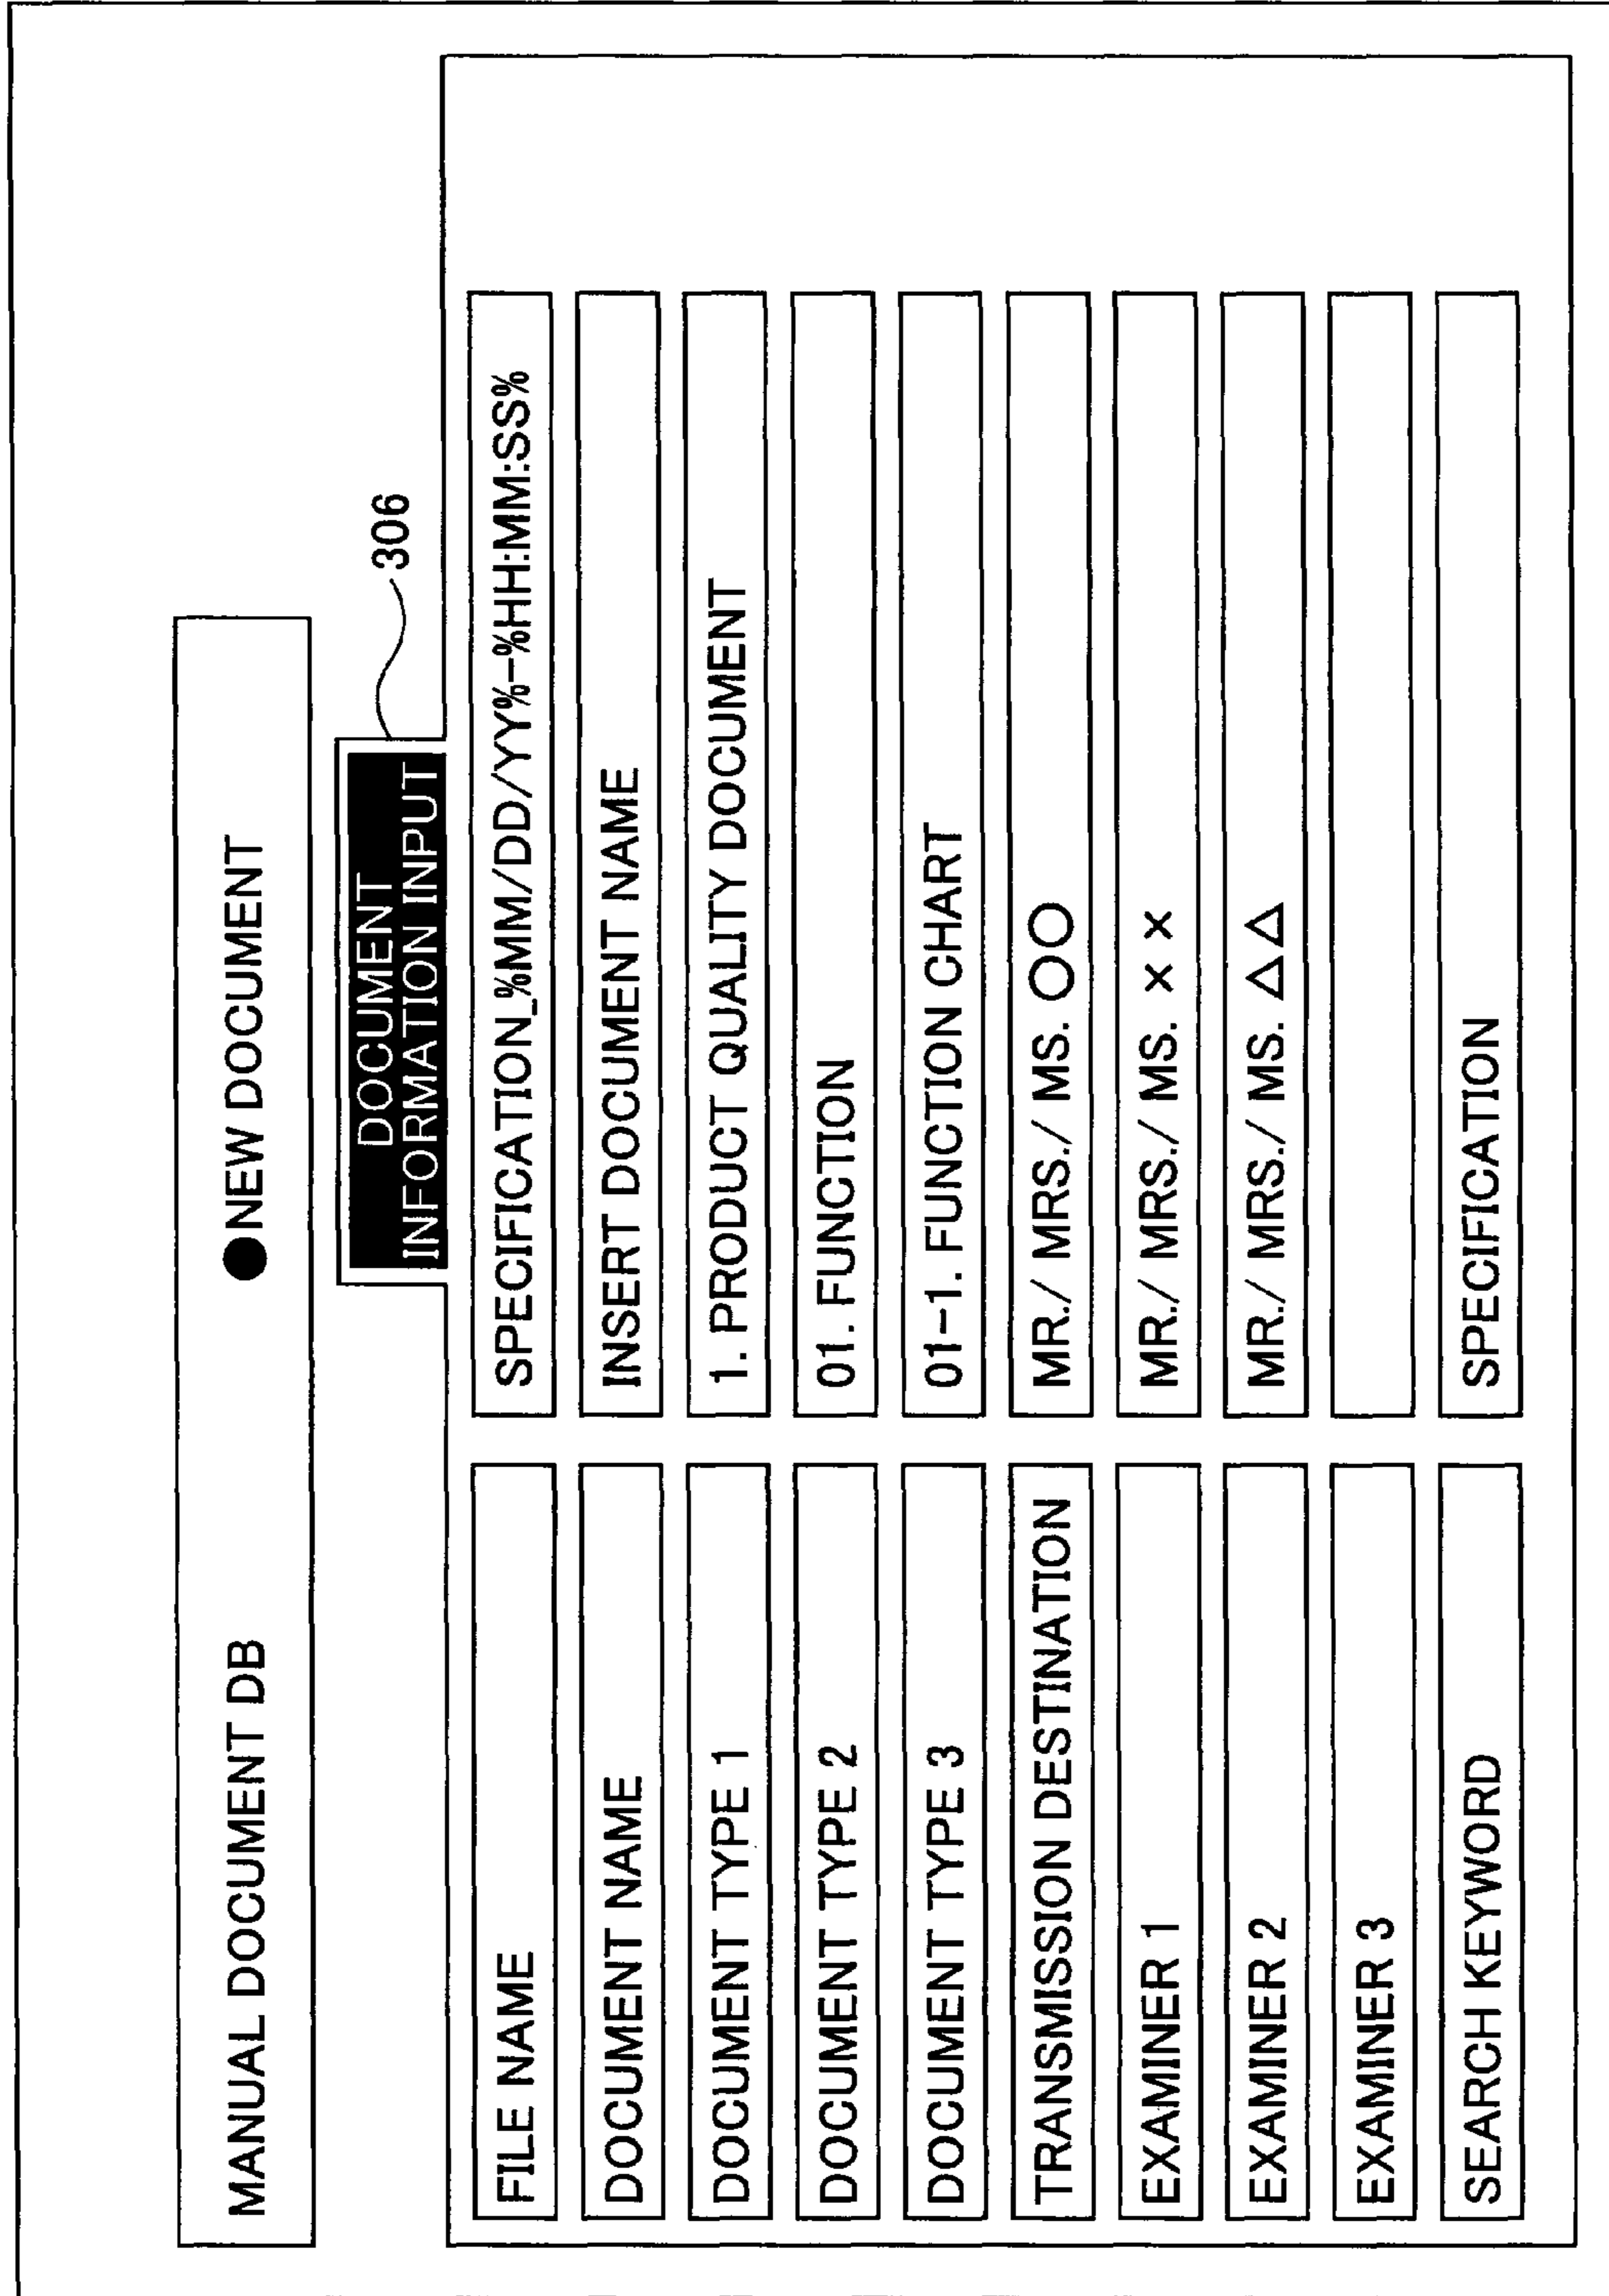 MANUAL DOCUMENT DB ●NEW DOCUMENT
306
DOCUMENT
INFORMATION INPUT
FILE NAME SPECIFICATION_%MM/DD/YY%-%HH:MM:SS%
DOCUMENT NAME INSERT DOCUMENT NAME
DOCUMENT TYPE 1 1. PRODUCT QUALITY DOCUMENT
DOCUMENT TYPE 2 01. FUNCTION
DOCUMENT TYPE 3 01-1. FUNCTION CHART
TRANSMISSION DESTINATION MR./ MRS./ MS. ○○
EXAMINER 1 MR./ MRS./ MS. × ×
EXAMINER 2 MR./ MRS./ MS. △△
EXAMINER 3
SEARCH KEYWORD SPECIFICATION